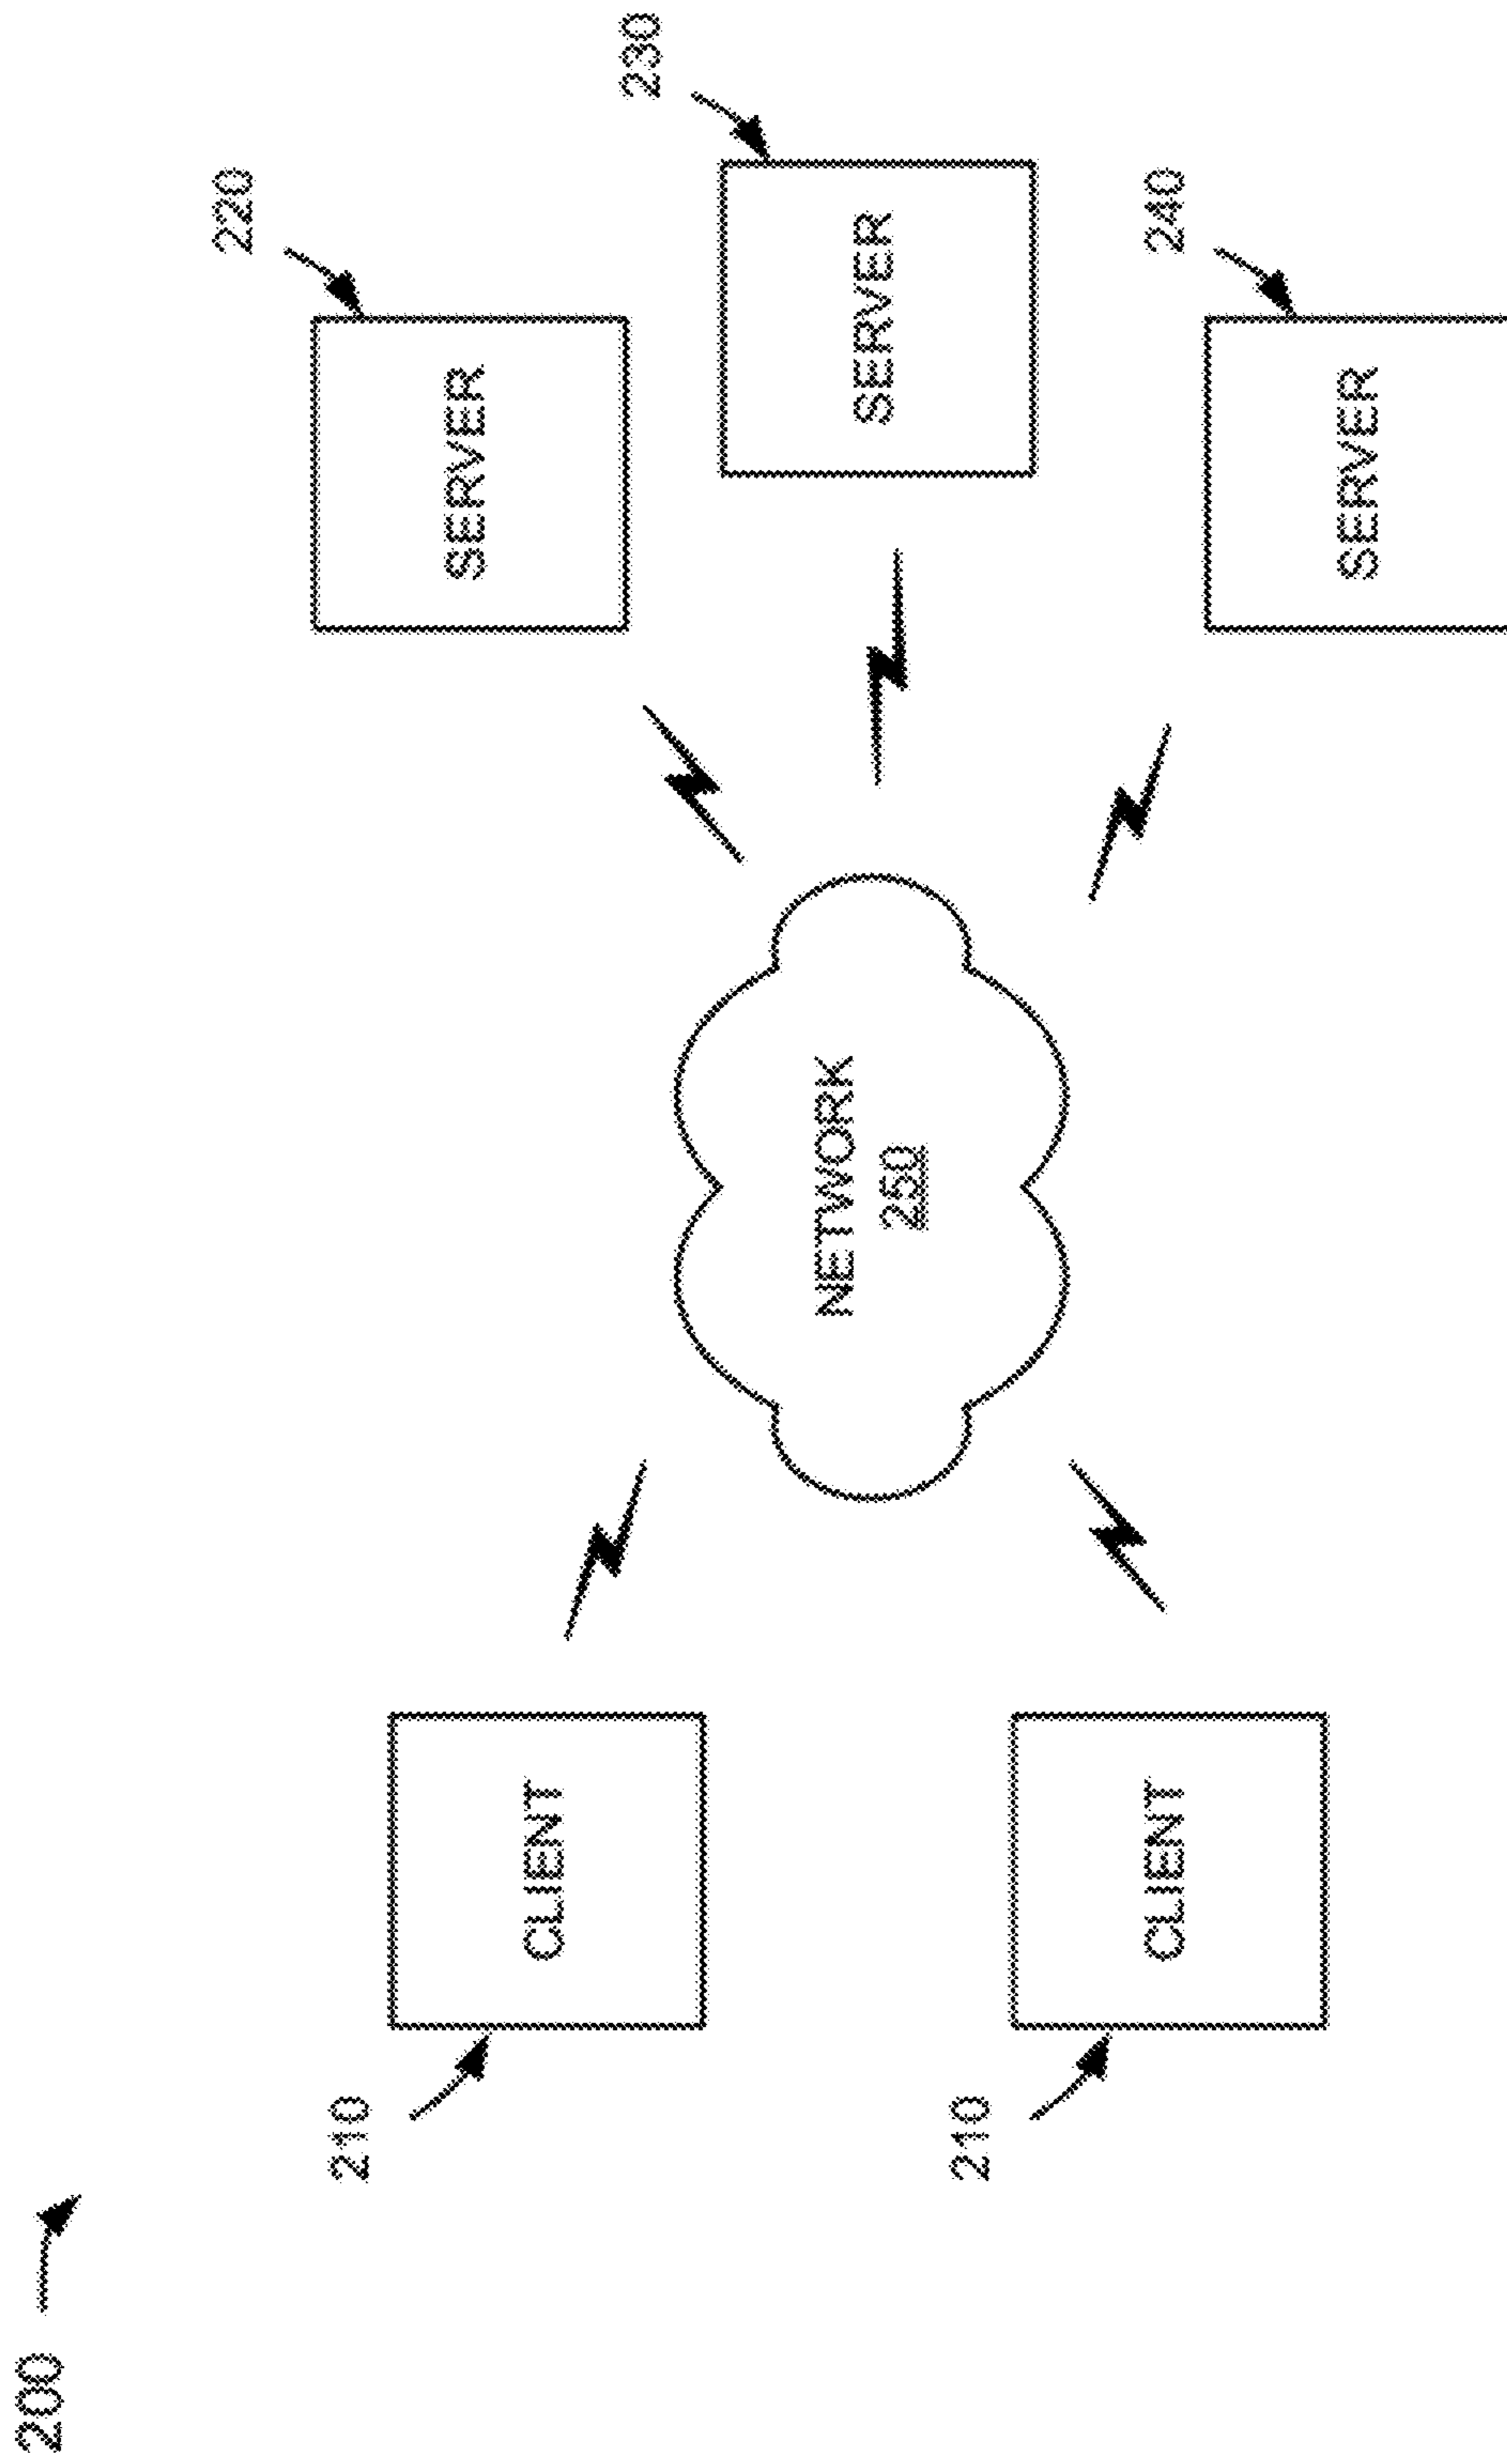 200
210
CLIENT
210
CLIENT
NETWORK
250
220
SERVER
230
SERVER
240
SERVER